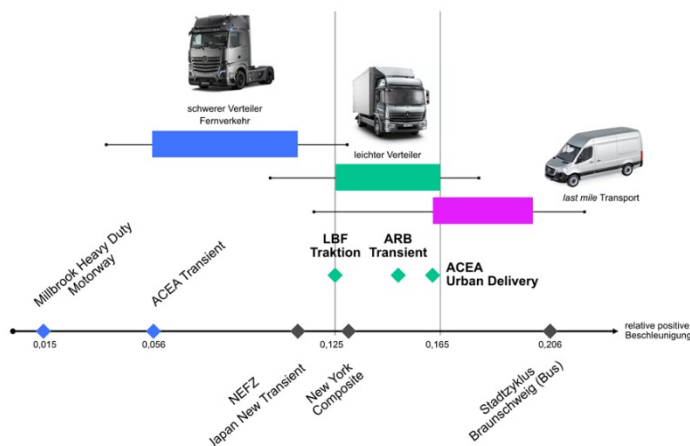 schwerer Verteiler
Fernverkehr
leichter Verteiler
last mile Transport
LBF
Traktion
ARB
Transient
ACEA
Urban Delivery
Millbrook Heavy Duty
Motorway
ACEA Transient
relative positive
Beschleunigung
0,015
0,056
0,125
0,165
0,206
NEFZ
Japan New Transient
New York
Composite
Stadtzyklus
Braunschweig (Bus)